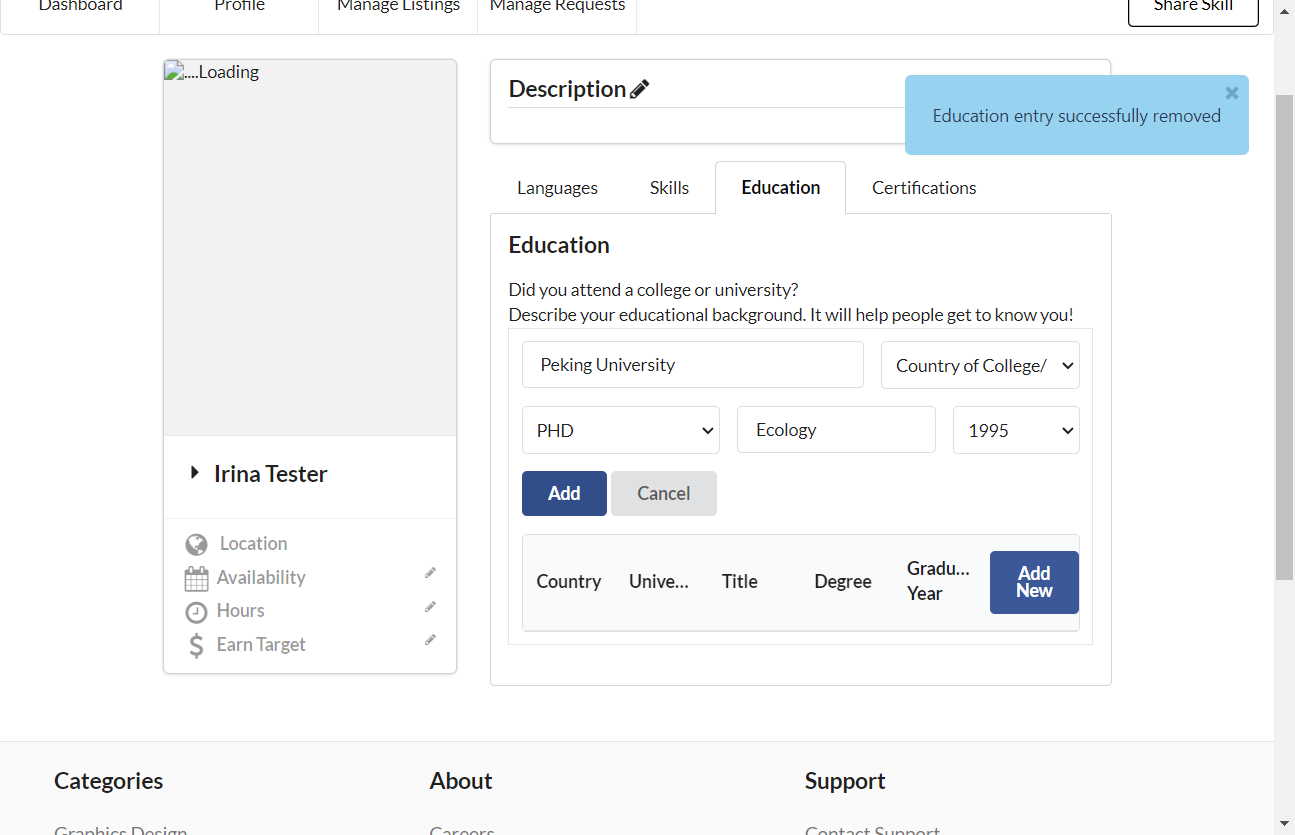 Dashboard
Profile
Manage Listings
Manage Requests
Share Skill
....Loading
Description
Education entry successfully removed
Languages
Skills
Education
Certifications
Education
Did you attend a college or university?
Describe your educational background. It will help people get to know you!
Peking University
Country of College/
PHD
Ecology
1995
Add
Cancel
Country
Unive...
Title
Degree
Gradu...
Year
Add
New
Irina Tester
Location
Availability
Hours
Earn Target
Categories
About
Support
Graphics Design
Careers
Contact Support